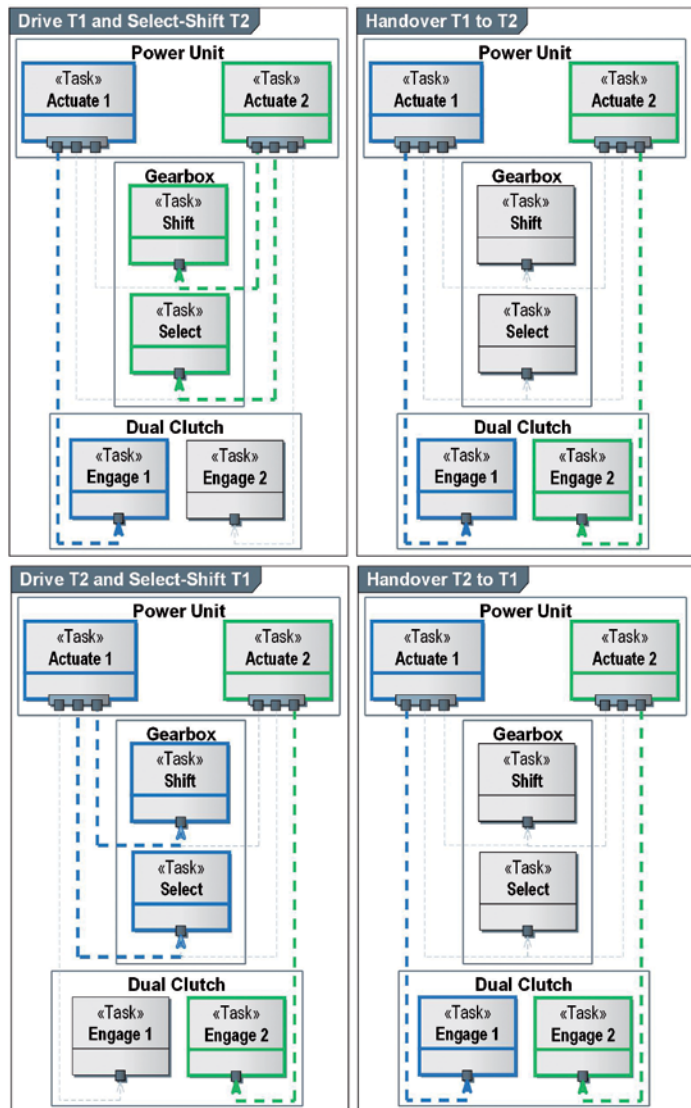 Drive T1 and Select-Shift T2
Power Unit
«Task»
Actuate 1
«Task»
Actuate 2
Gearbox
«Task»
Shift
«Task»
Select
Dual Clutch
«Task»
Engage 1
«Task»
Engage 2
Handover T1 to T2
Power Unit
«Task»
Actuate 1
«Task»
Actuate 2
Gearbox
«Task»
Shift
«Task»
Select
Dual Clutch
«Task»
Engage 1
«Task»
Engage 2
Drive T2 and Select-Shift T1
Power Unit
«Task»
Actuate 1
«Task»
Actuate 2
Gearbox
«Task»
Shift
«Task»
Select
Dual Clutch
«Task»
Engage 1
«Task»
Engage 2
Handover T2 to T1
Power Unit
«Task»
Actuate 1
«Task»
Actuate 2
Gearbox
«Task»
Shift
«Task»
Select
Dual Clutch
«Task»
Engage 1
«Task»
Engage 2